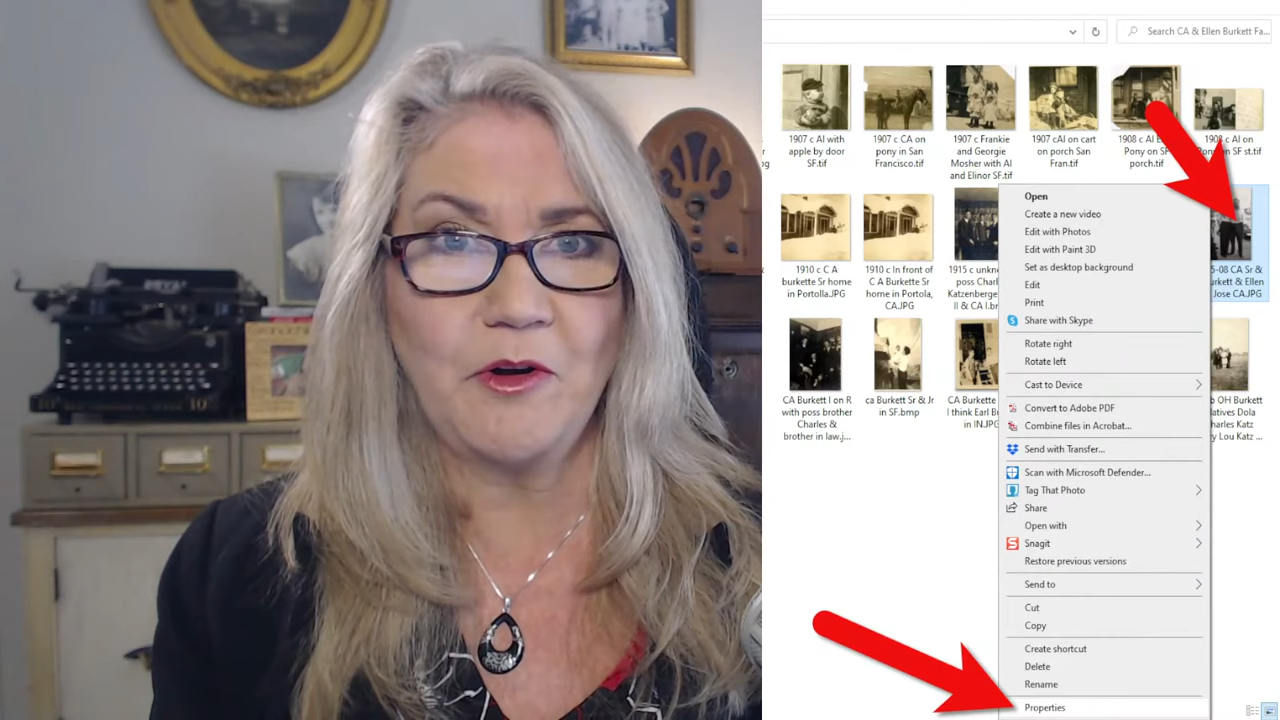 Search CA & Ellen Burkett Fa...
1907 c Al with
apple by door
SF.tif
1907 c CA on
pony in San
Francisco.tif
1907 c Frankie
and Georgie
Mosher with Al
and Elinor SF.tif
1907 cAl on cart
on porch San
Fran.tif
1908 c Al
Pony on SF
porch.tif
1908 c Al on
SF st.tif
1910 c C A
burkette Sr home
in Portolla.JPG
1910 c In front of
C A Burkette Sr
home in Portola,
CA.JPG
1915 c unkn
poss Charl
Katzenberge
II & CA I.b
5-08 CA Sr &
urkett & Ellen
Jose CA.JPG
CA Burkett I on R
with poss brother
Charles &
brother in law.j...
ca Burkett Sr & Jr
in SF.bmp
CA Burkette
I think Earl B
in IN.JPG
ob OH Burkett
latives Dola
harles Katz
y Lou Katz
Open
Create a new video
Edit with Photos
Edit with Paint 3D
Set as desktop background
Edit
Print
Share with Skype
Rotate right
Rotate left
Cast to Device
Convert to Adobe PDF
Combine files in Acrobat...
Send with Transfer...
Scan with Microsoft Defender...
Tag That Photo
Share
Open with
Snagit
Restore previous versions
Send to
Cut
Copy
Create shortcut
Delete
Rename
Properties
10
10